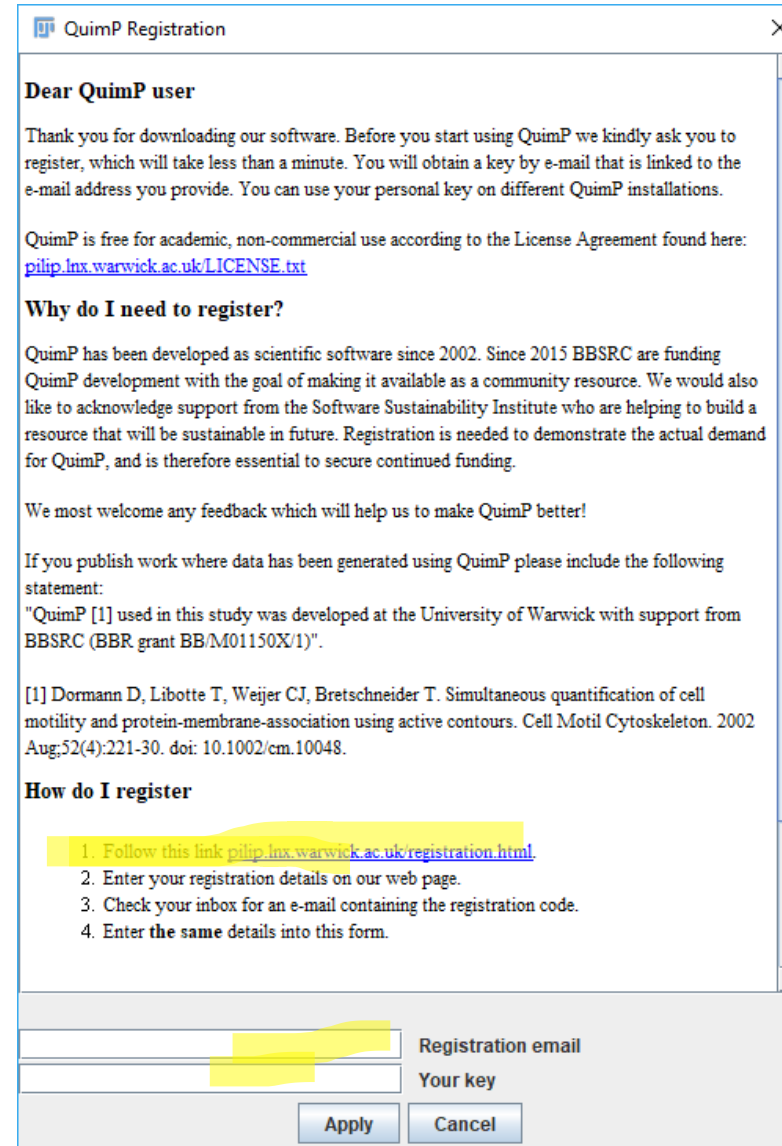 QuimP Registration
Dear QuimP user
Thank you for downloading our software. Before you start using QuimP we kindly ask you to
register, which will take less than a minute. You will obtain a key by e-mail that is linked to the
e-mail address you provide. You can use your personal key on different QuimP installations.
QuimP is free for academic, non-commercial use according to the License Agreement found here:
pilip.lnx.warwick.ac.uk/LICENSE.txt
Why do I need to register?
QuimP has been developed as scientific software since 2002. Since 2015 BBSRC are funding
QuimP development with the goal of making it available as a community resource. We would also
like to acknowledge support from the Software Sustainability Institute who are helping to build a
resource that will be sustainable in future. Registration is needed to demonstrate the actual demand
for QuimP, and is therefore essential to secure continued funding.
We most welcome any feedback which will help us to make QuimP better!
If you publish work where data has been generated using QuimP please include the following
statement:
"QuimP [1] used in this study was developed at the University of Warwick with support from
BBSRC (BBR grant BB/M01150X/1)".
[1] Dormann D, Libotte T, Weijer CJ, Bretschneider T. Simultaneous quantification of cell
motility and protein-membrane-association using active contours. Cell Motil Cytoskeleton. 2002
Aug;52(4):221-30. doi: 10.1002/cm.10048.
How do I register
1. Follow this link pilip.lnx.warwick.ac.uk/registration.html.
2. Enter your registration details on our web page.
3. Check your inbox for an e-mail containing the registration code.
4. Enter the same details into this form.
Registration email
Your key
Apply Cancel